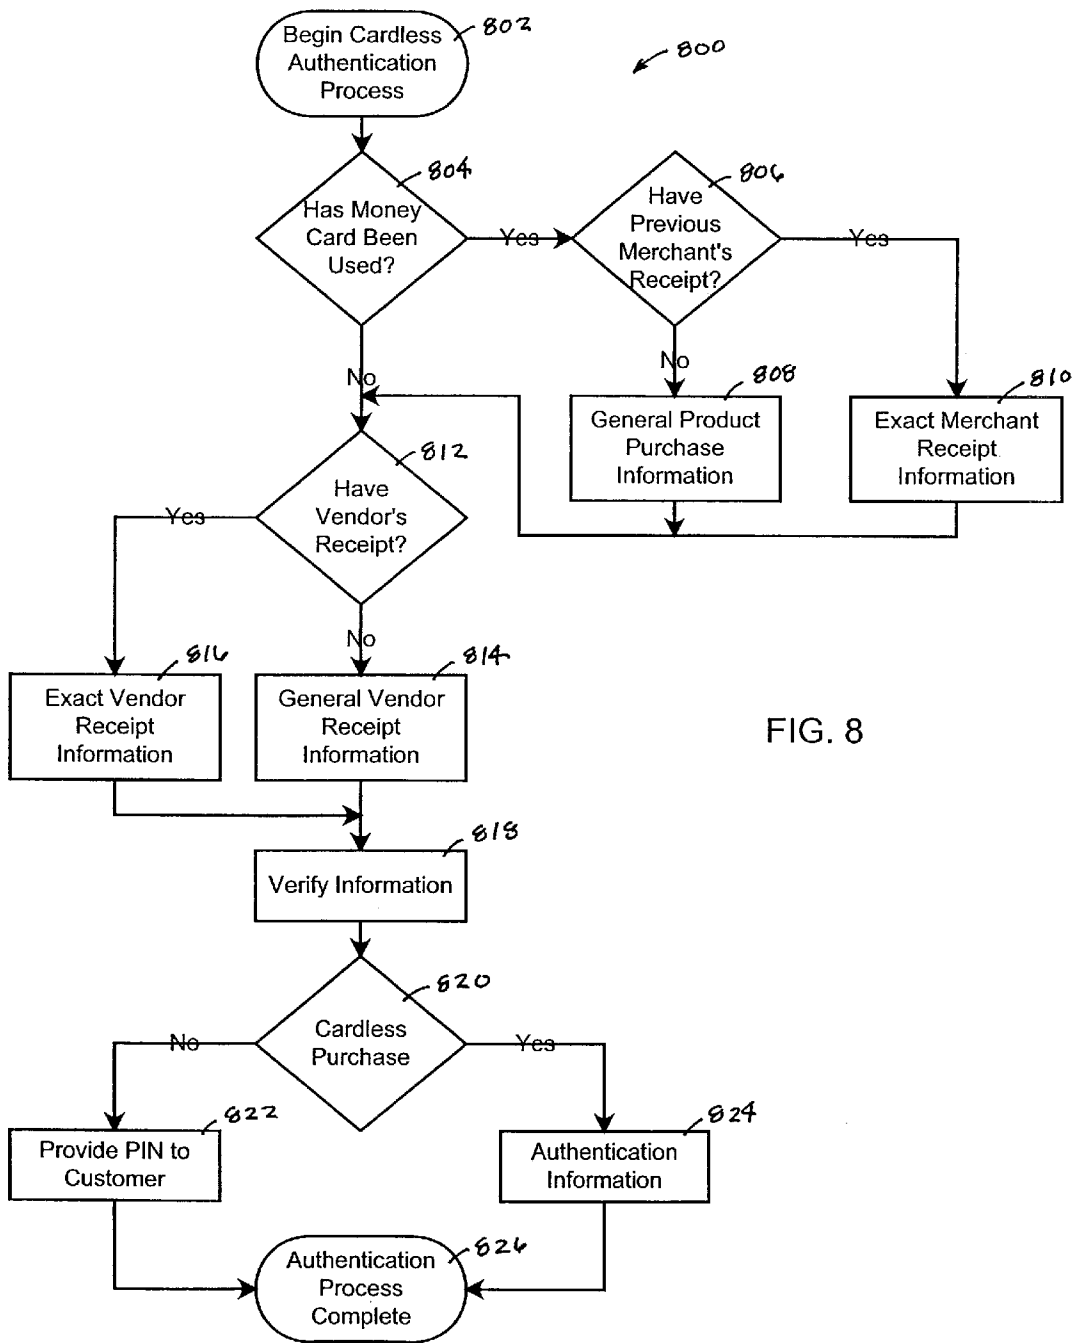 Begin Cardless
Authentication
Process
802
800
Has Money
Card Been
Used?
804
Yes
Have
Previous
Merchant's
Receipt?
806
Yes
No
No
General Product
Purchase
Information
808
Exact Merchant
Receipt
Information
810
Have
Vendor's
Receipt?
812
Yes
No
Exact Vendor
Receipt
Information
816
General Vendor
Receipt
Information
814
FIG. 8
Verify Information
818
Cardless
Purchase
820
No
Yes
Provide PIN to
Customer
822
Authentication
Information
824
Authentication
Process
Complete
826